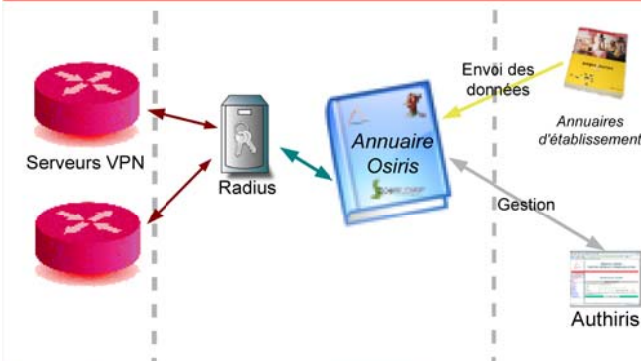 Envoi des
données
Annuaires
d'établissement
Serveurs VPN
Radius
Annuaire
Osiris
Gestion
Authiris